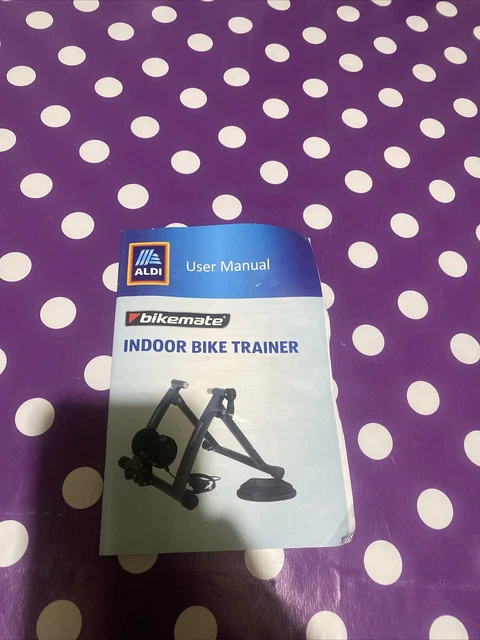 ALDI
User Manual
bikemate®
INDOOR BIKE TRAINER